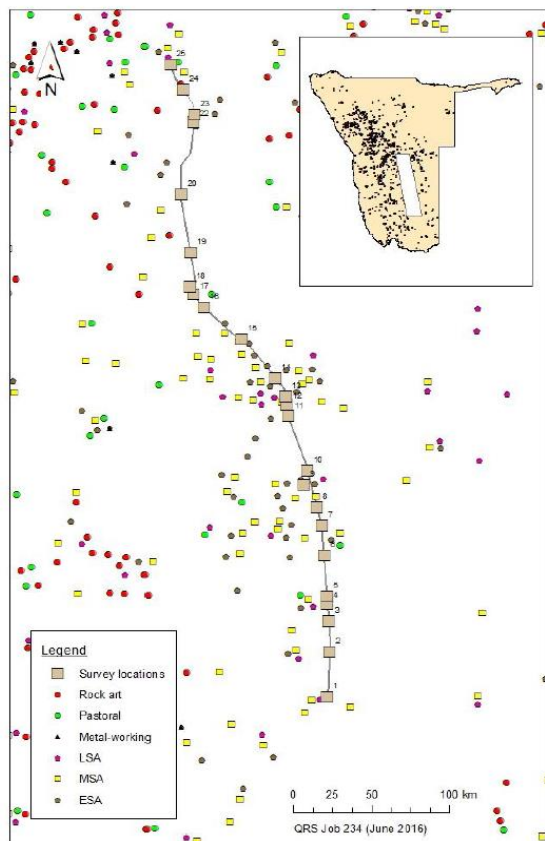 25
24
23
22
N
20
19
18
17
16
15
14
13
12
11
10
9
8
7
6
5
4
3
2
1
Legend
Survey locations
Rock art
Pastoral
Metal-working
LSA
MSA
ESA
0 25 50 100 km
QRS Job 234 (June 2016)